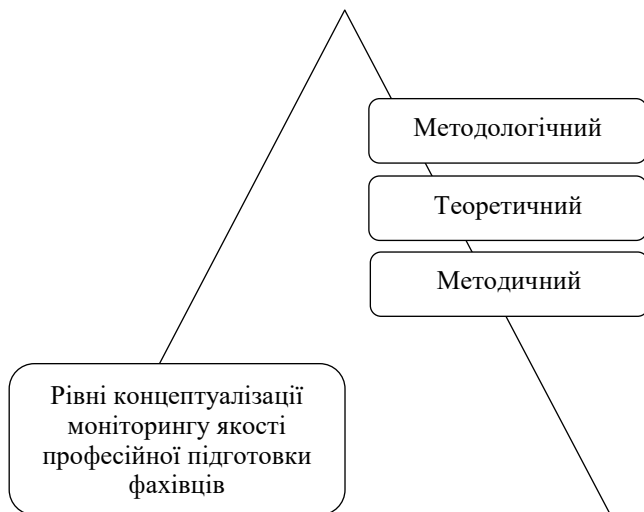 Методологічний
Теоретичний
Методичний
Рівні концептуалізації
моніторингу якості
професійної підготовки
фахівців